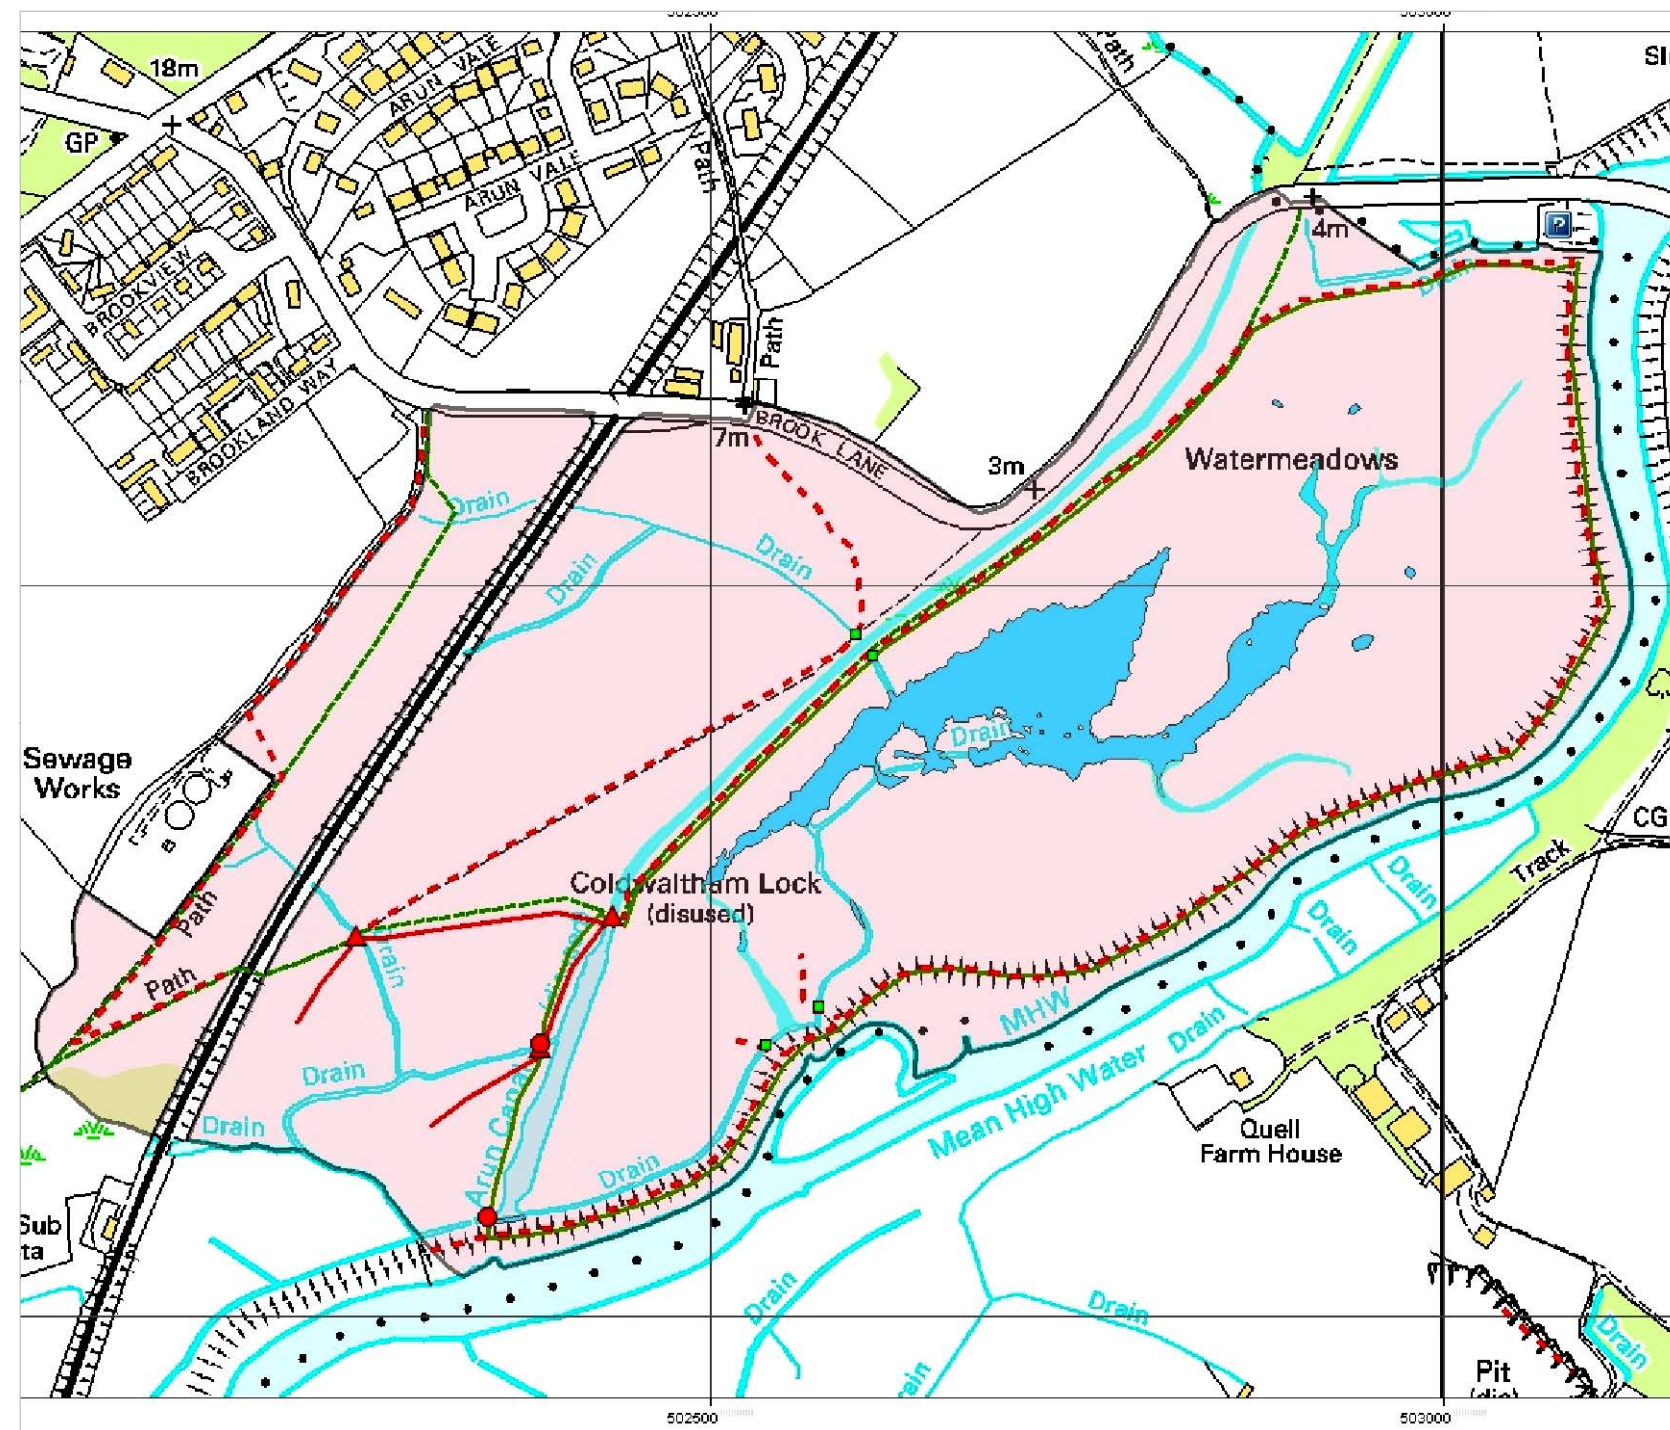 18m
ARUN VALE
GP
ARUN VALE
Path
Path
4m
P
BROOKVIEW
BROOKLAND WAY
Path
7m
BROOK LANE
3m
Watermeadows
Drain
Drain
Drain
Sewage
Works
Drain
CG
Track
Coldwaltham Lock
(disused)
Path
Drain
Drain
Path
MHW
Drain
Drain
Mean High Water
Drain
Arun Canal
Drain
Quell
Farm House
Sub
ta
Drain
Drain
Drain
Pit
502500
503000